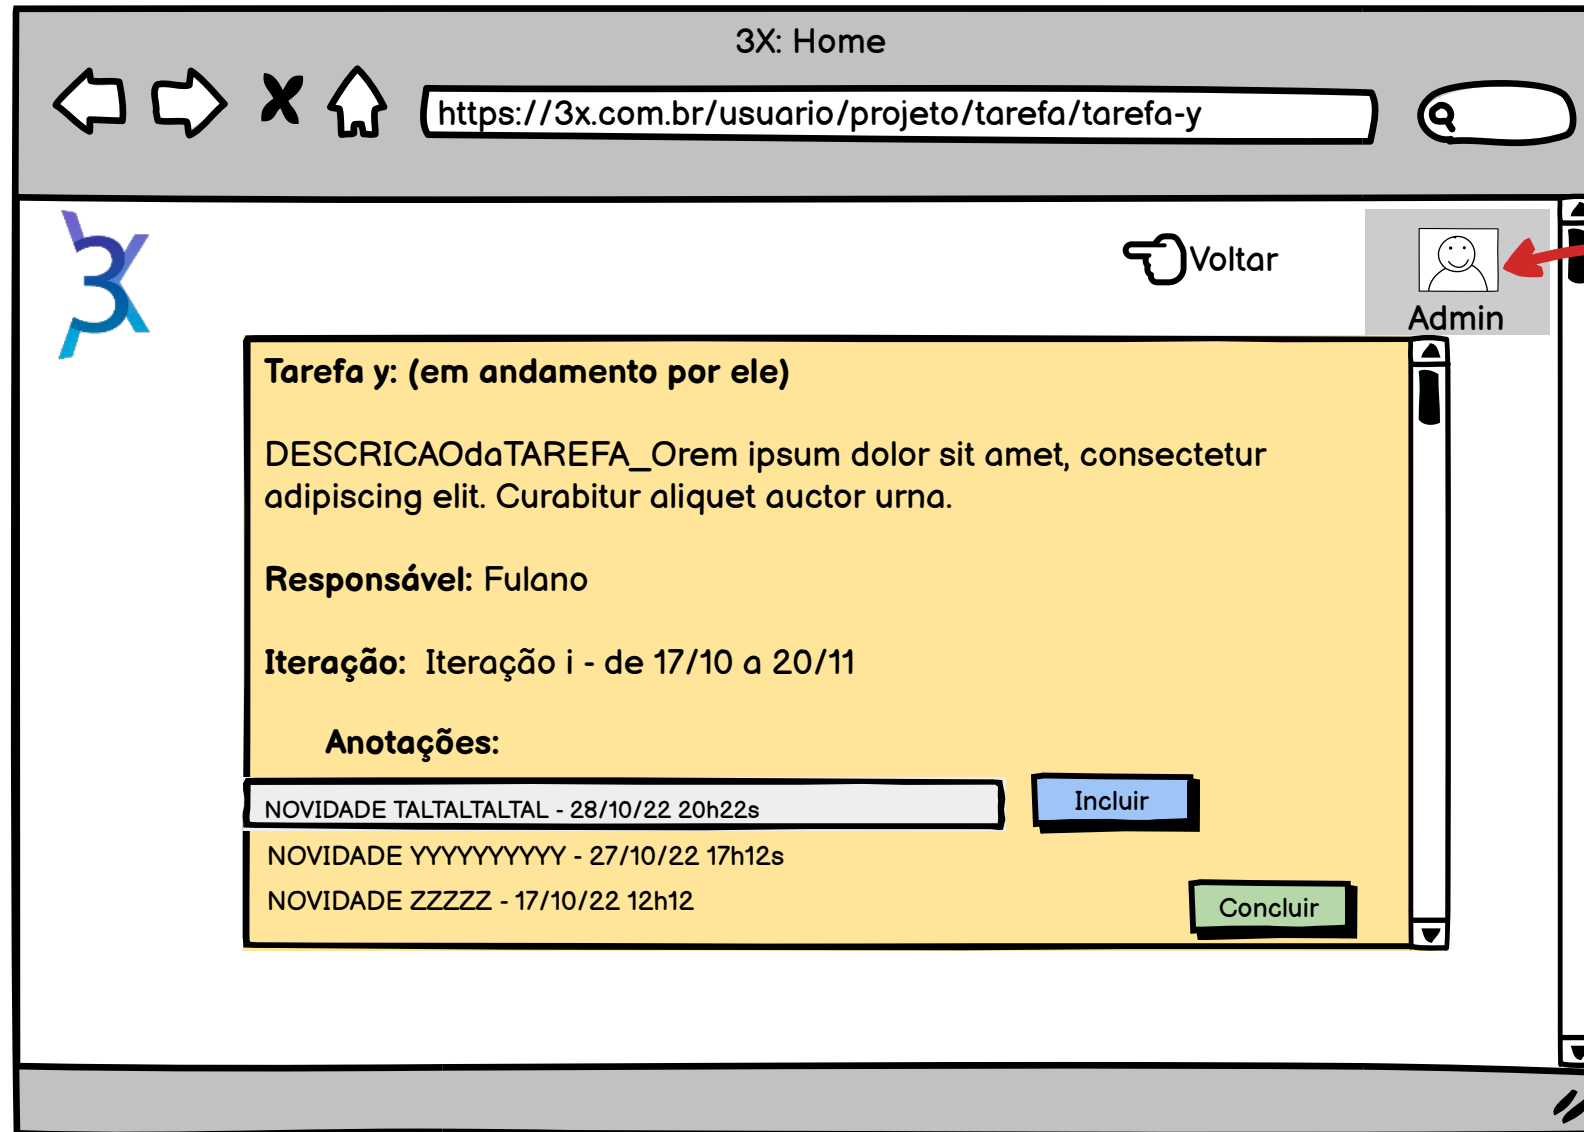 3X: Home
https://3x.com.br/usuario/projeto/tarefa/tarefa-y
3X
Voltar
Admin
Tarefa y: (em andamento por ele)
DESCRICAOdaTAREFA_Orem ipsum dolor sit amet, consectetur
adipiscing elit. Curabitur aliquet auctor urna.
Responsável: Fulano
Iteração: Iteração i - de 17/10 a 20/11
Anotações:
NOVIDADE TALTALTALTAL - 28/10/22 20h22s
Incluir
NOVIDADE YYYYYYYYYY - 27/10/22 17h12s
NOVIDADE ZZZZZ - 17/10/22 12h12
Concluir